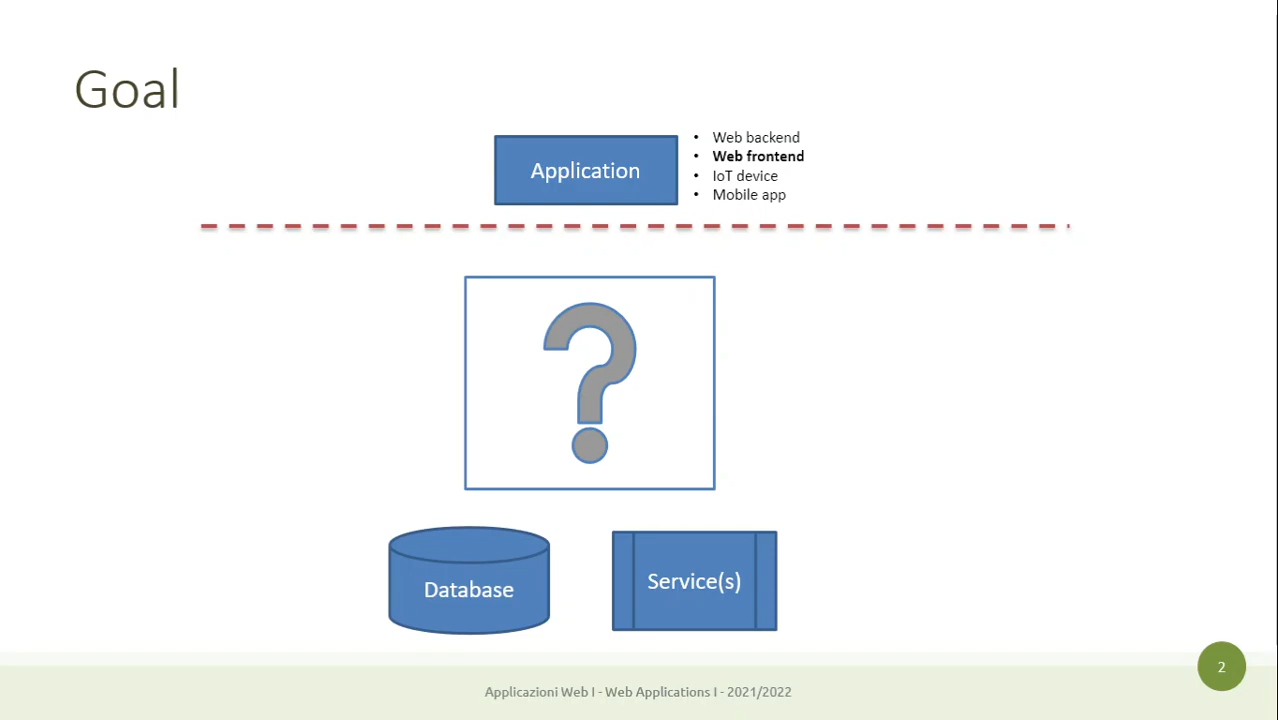 Goal
Application
• Web backend
• Web frontend
• IoT device
• Mobile app
?
Database
Service(s)
Applicazioni Web I - Web Applications I - 2021/2022
2